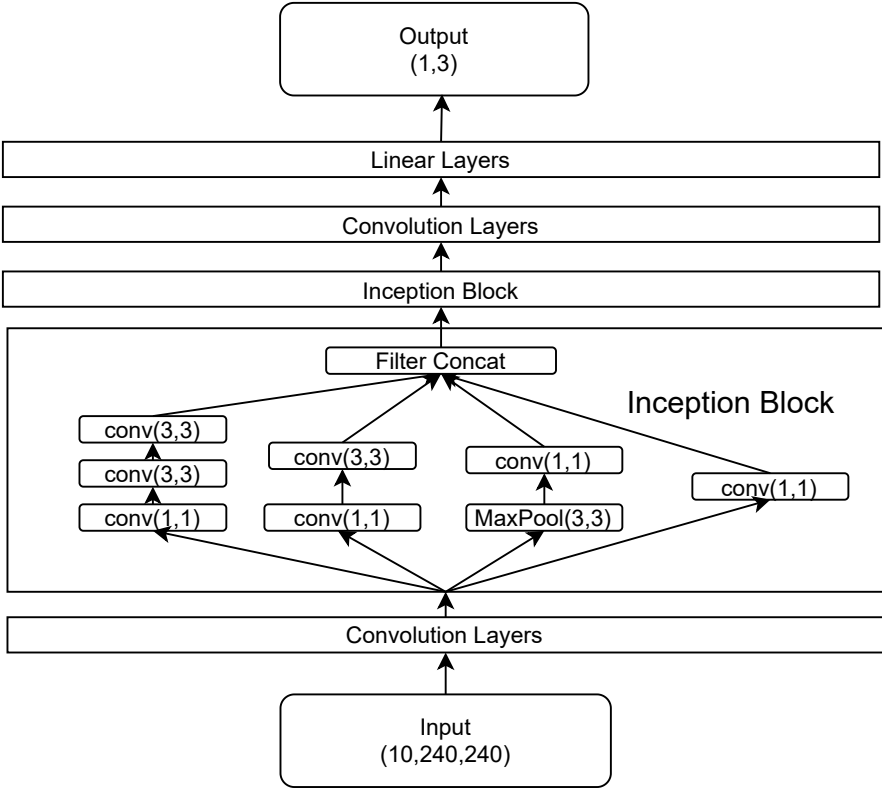 Output
(1,3)
Linear Layers
Convolution Layers
Inception Block
Filter Concat
Inception Block
conv(3,3)
conv(3,3)
conv(1,1)
conv(3,3)
conv(1,1)
conv(1,1)
MaxPool(3,3)
conv(1,1)
Convolution Layers
Input
(10,240,240)